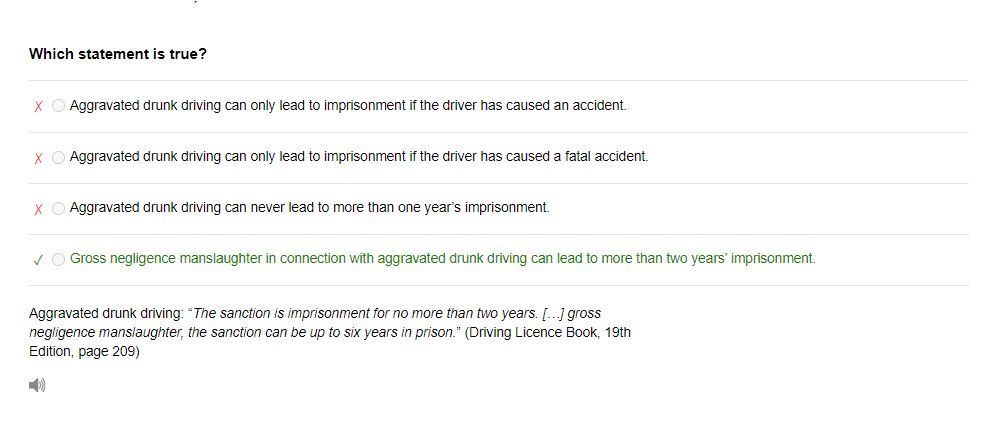 Which statement is true?
Aggravated drunk driving can only lead to imprisonment if the driver has caused an accident.
Aggravated drunk driving can only lead to imprisonment if the driver has caused a fatal accident.
Aggravated drunk driving can never lead to more than one year's imprisonment.
Gross negligence manslaughter in connection with aggravated drunk driving can lead to more than two years' imprisonment.
Aggravated drunk driving: “The sanction is imprisonment for no more than two years. […] gross
negligence manslaughter, the sanction can be up to six years in prison.” (Driving Licence Book, 19th
Edition, page 209)